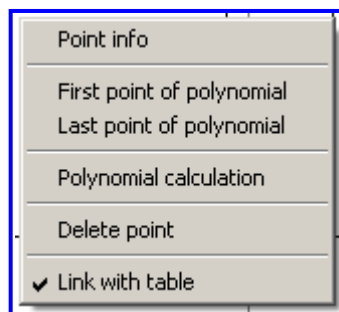 Point info
First point of polynomial
Last point of polynomial
Polynomial calculation
Delete point
Link with table